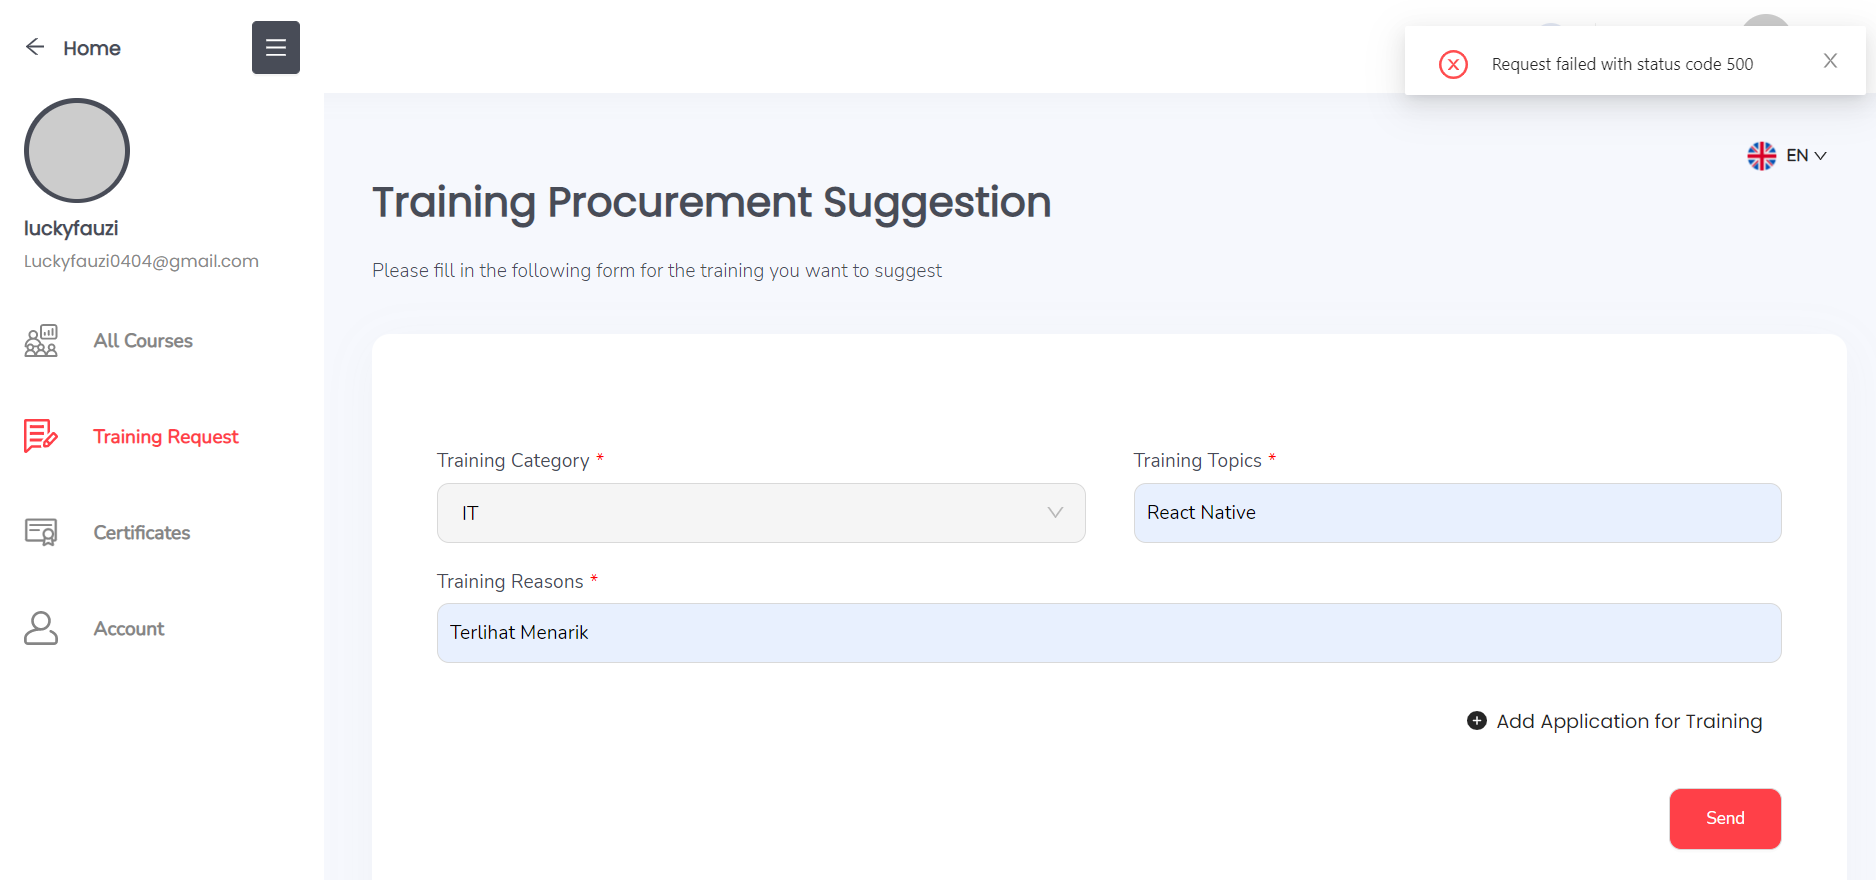 Home
luckyfauzi
Luckyfauzi0404@gmail.com
All Courses
Training Request
Certificates
Account
Request failed with status code 500
EN
Training Procurement Suggestion
Please fill in the following form for the training you want to suggest
Training Category *
IT
Training Topics *
React Native
Training Reasons *
Terlihat Menarik
Add Application for Training
Send